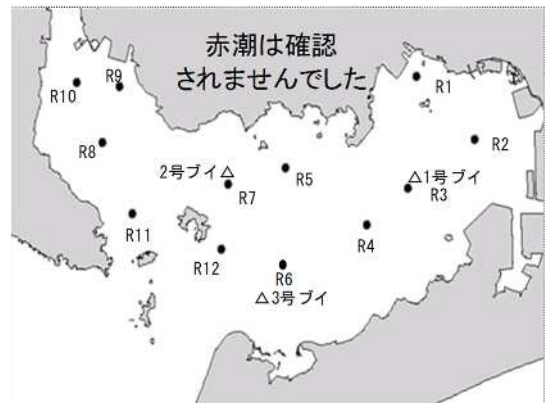 赤潮は確認
されませんでした
R10
R9
R1
R8
R2
2号ブイ△
R5
△1号ブイ
R7
R3
R11
R4
R12
R6
△3号ブイ